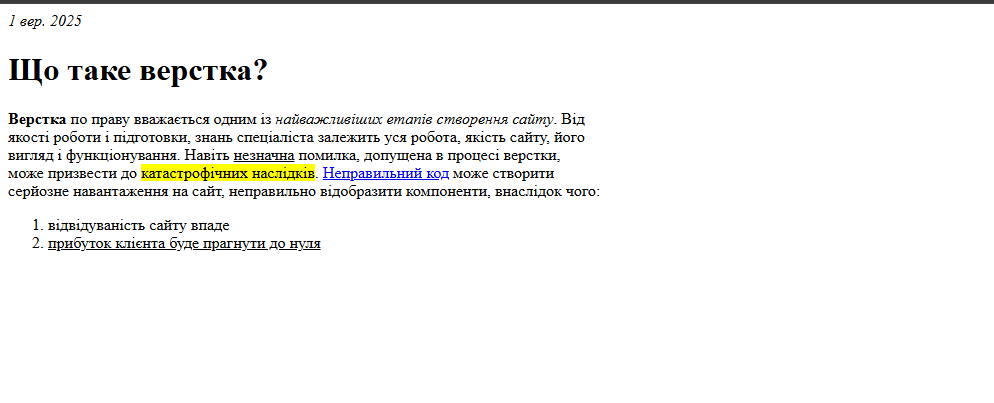 1 вер. 2025
Що таке верстка?
Верстка по праву вважається одним із найважливіших етапів створення сайту. Від
якості роботи і підготовки, знань спеціаліста залежить уся робота, якість сайту, його
вигляд і функціонування. Навіть незначна помилка, допущена в процесі верстки,
може призвести до катастрофічних наслідків. Неправильний код може створити
серйозне навантаження на сайт, неправильно відобразити компоненти, внаслідок чого:
1. відвідуваність сайту впаде
2. прибуток клієнта буде прагнути до нуля